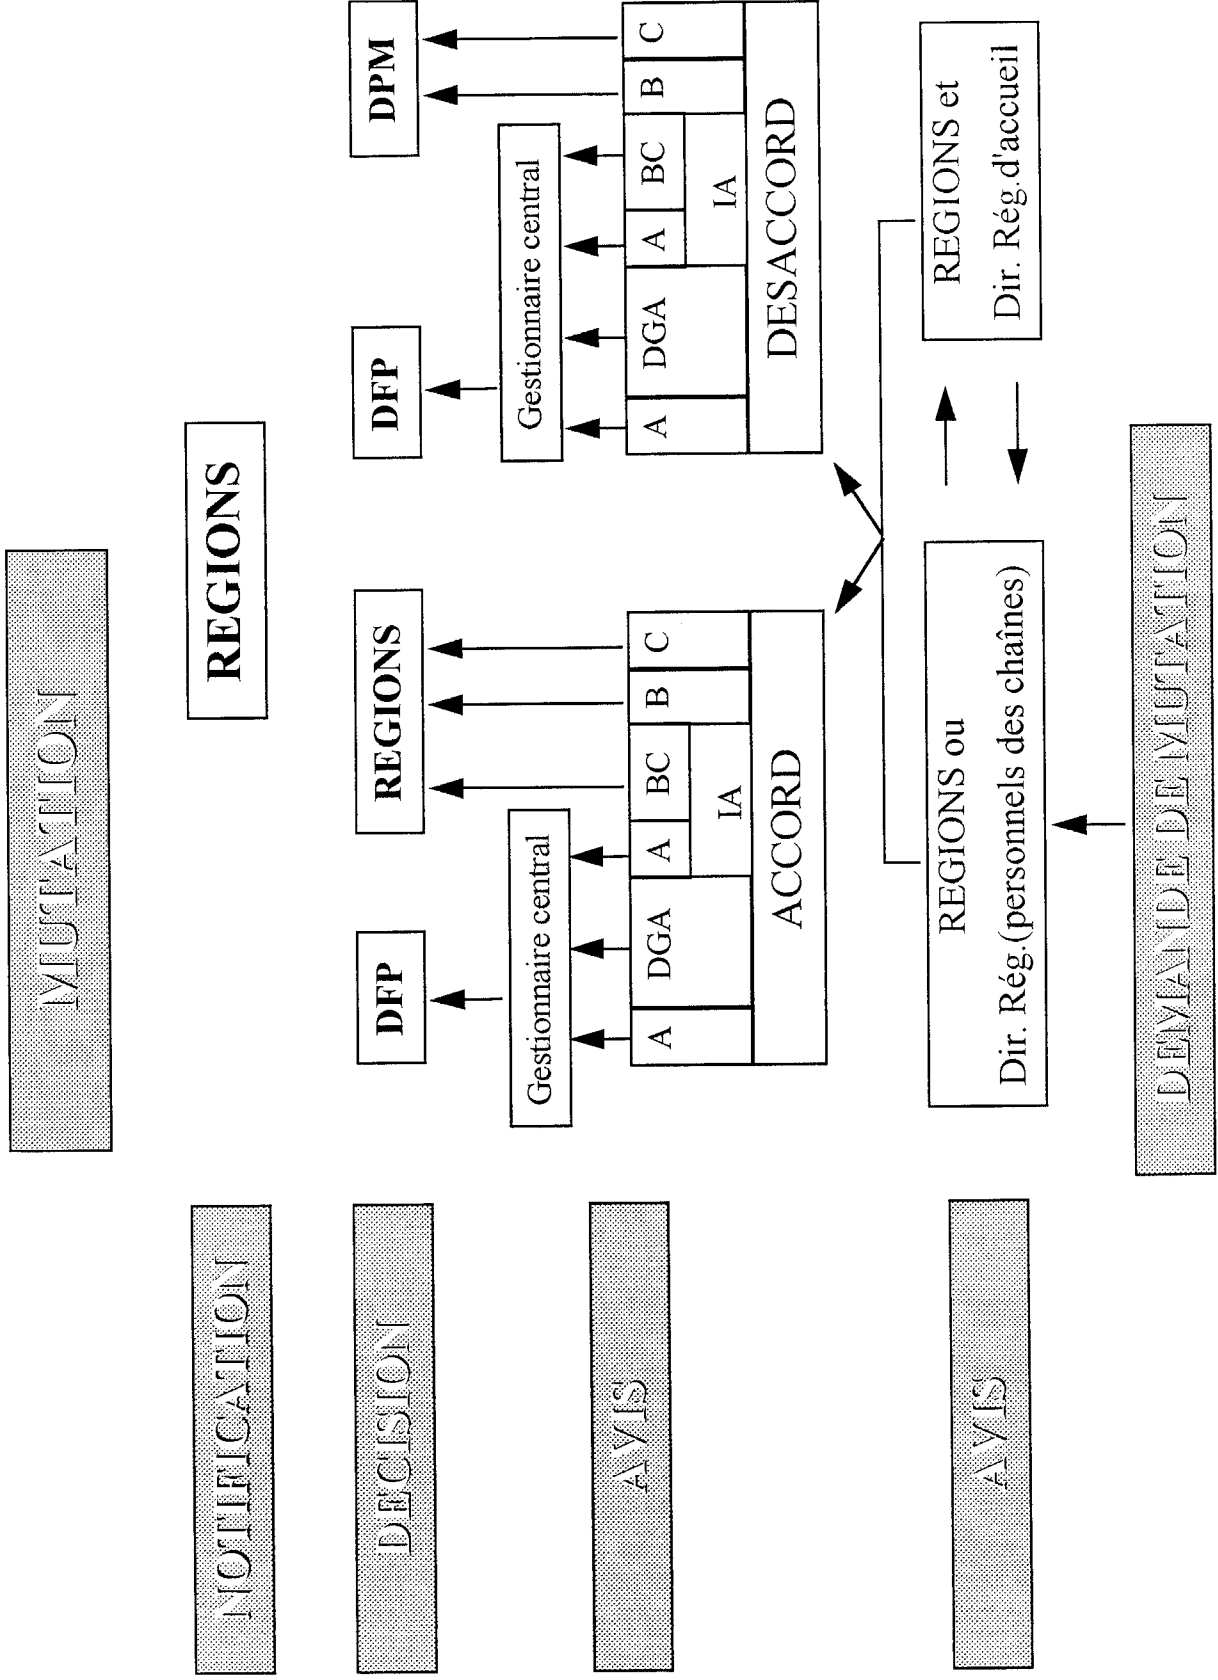 MUTATION
NOTIFICATION
REGIONS
DECISION
DFP
REGIONS
DFP
DPM
AVIS
Gestionnaire central
Gestionnaire central
A
DGA
A
BC
B
C
IA
ACCORD
A
DGA
A
BC
B
C
IA
DESACCORD
AVIS
REGIONS ou
Dir. Rég.(personnels des chaînes)
REGIONS et
Dir. Rég.d'accueil
DEMANDE DE MUTATION